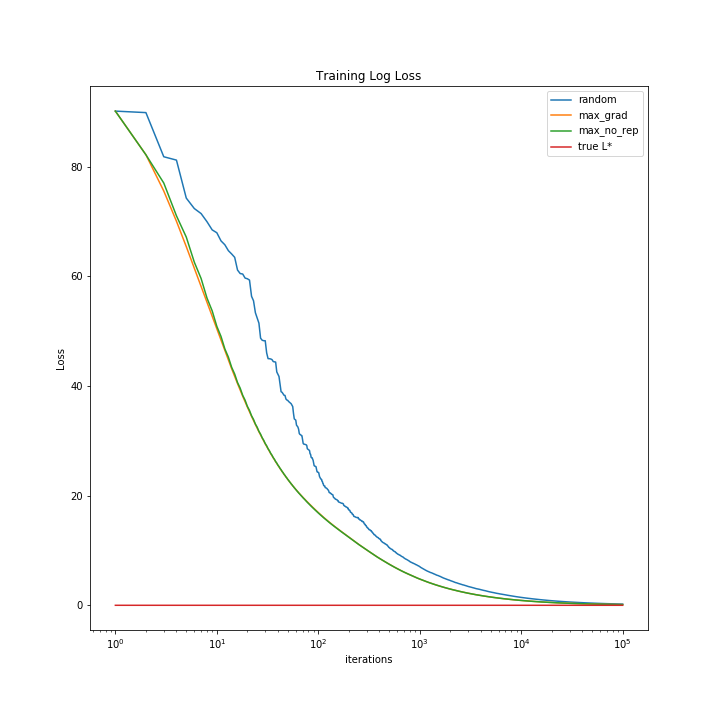 Training Log Loss
random
max_grad
max_no_rep
true L*
Loss
80
60
40
20
0
10⁰ 10¹ 10² 10³ 10⁴ 10⁵
iterations